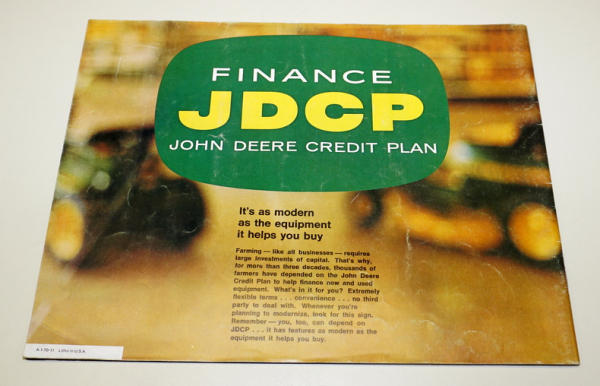 FINANCE
JDCP
JOHN DEERE CREDIT PLAN
It's as modern
as the equipment
it helps you buy
Farming — like all businesses — requires
large investments of capital. That's why,
for more than three decades, thousands of
farmers have depended on the John Deere
Credit Plan to help finance new and used
equipment. What's in it for you? Extremely
flexible terms . . . convenience . . . no third
party to deal with. Whenever you're
planning to modernize, look for this sign.
Remember — you, too, can depend on
JDCP . . . it has features as modern as the
equipment it helps you buy.
Litho in U.S.A.